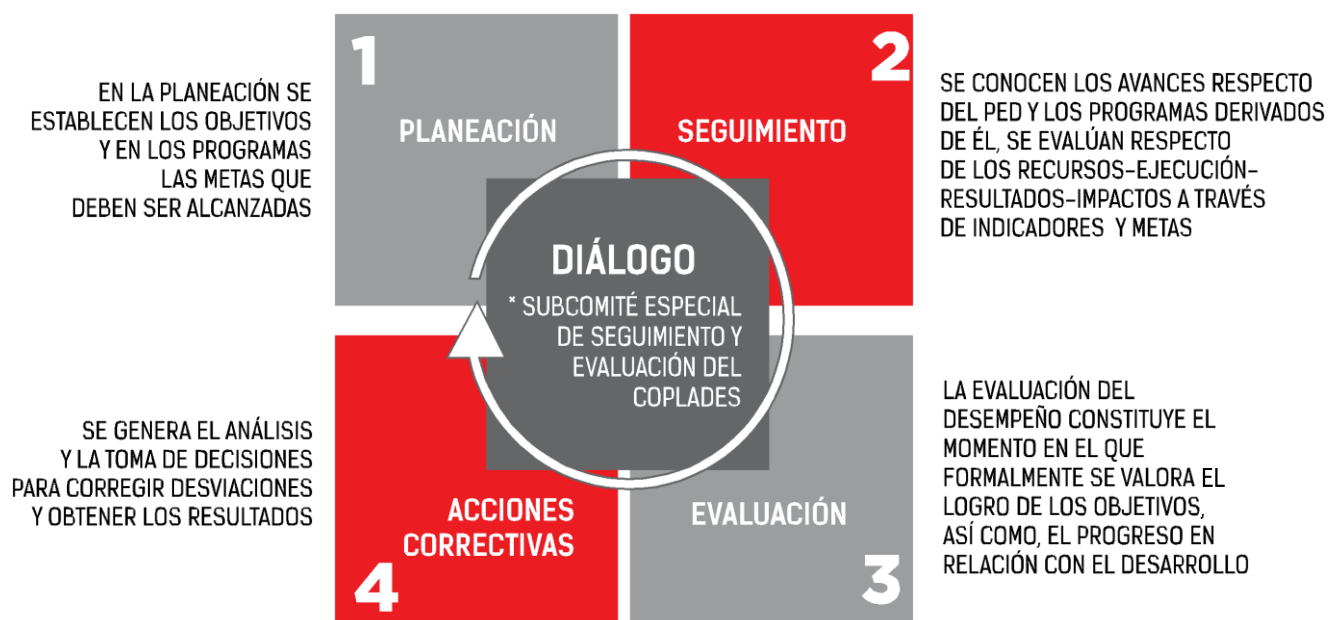 1
PLANEACIÓN
EN LA PLANEACIÓN SE
ESTABLECEN LOS OBJETIVOS
Y EN LOS PROGRAMAS
LAS METAS QUE
DEBEN SER ALCANZADAS
2
SEGUIMIENTO
SE CONOCEN LOS AVANCES RESPECTO
DEL PED Y LOS PROGRAMAS DERIVADOS
DE ÉL, SE EVALÚAN RESPECTO
DE LOS RECURSOS-EJECUCIÓN-
RESULTADOS-IMPACTOS A TRAVÉS
DE INDICADORES Y METAS
DIÁLOGO
* SUBCOMITÉ ESPECIAL
DE SEGUIMIENTO Y
EVALUACIÓN DEL
COPLADES
EVALUACIÓN
3
LA EVALUACIÓN DEL
DESEMPEÑO CONSTITUYE EL
MOMENTO EN EL QUE
FORMALMENTE SE VALORA EL
LOGRO DE LOS OBJETIVOS,
ASÍ COMO, EL PROGRESO EN
RELACIÓN CON EL DESARROLLO
ACCIONES
CORRECTIVAS
4
SE GENERA EL ANÁLISIS
Y LA TOMA DE DECISIONES
PARA CORREGIR DESVIACIONES
Y OBTENER LOS RESULTADOS